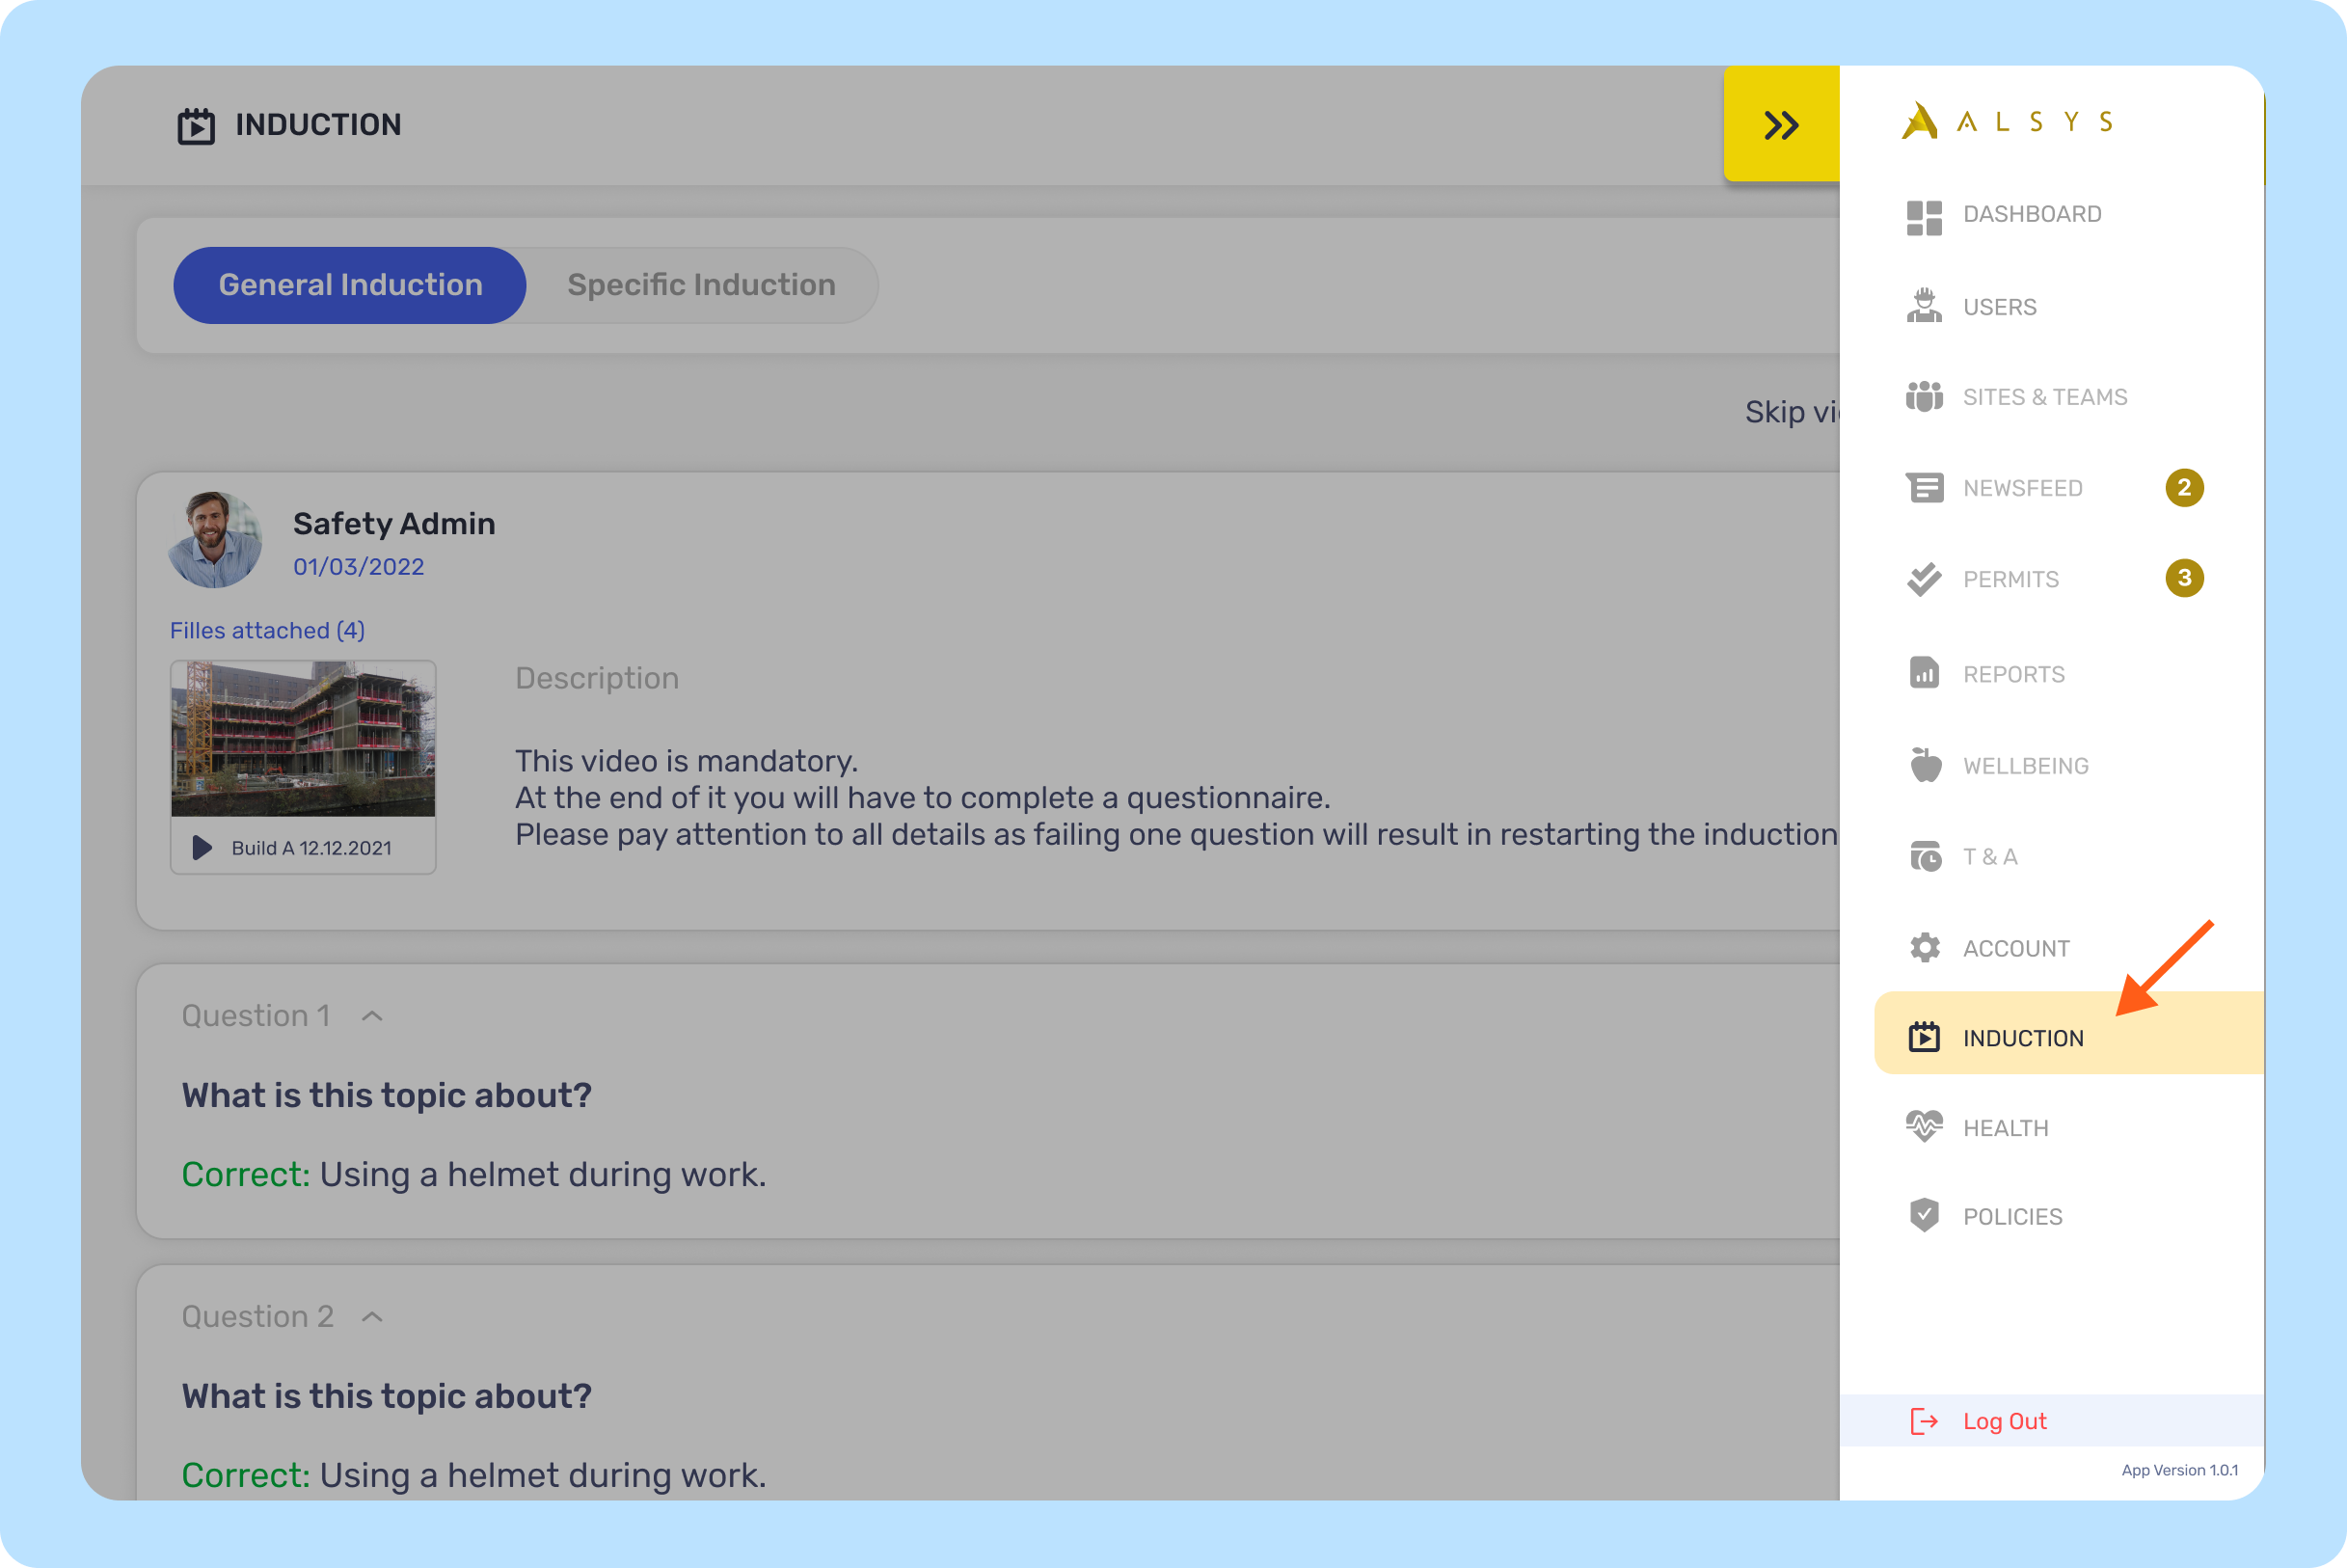 INDUCTION
General Induction
Specific Induction
Skip
Safety Admin
01/03/2022
Filles attached (4)
Build A 12.12.2021
Description
This video is mandatory.
At the end of it you will have to complete a questionnaire.
Please pay attention to all details as failing one question will result in restarting the induction
Question 1
What is this topic about?
Correct: Using a helmet during work.
Question 2
What is this topic about?
Correct: Using a helmet during work.
ALSYS
DASHBOARD
USERS
SITES & TEAMS
NEWSFEED 2
PERMITS 3
REPORTS
WELLBEING
T & A
ACCOUNT
INDUCTION
HEALTH
POLICIES
Log Out
App Version 1.0.1